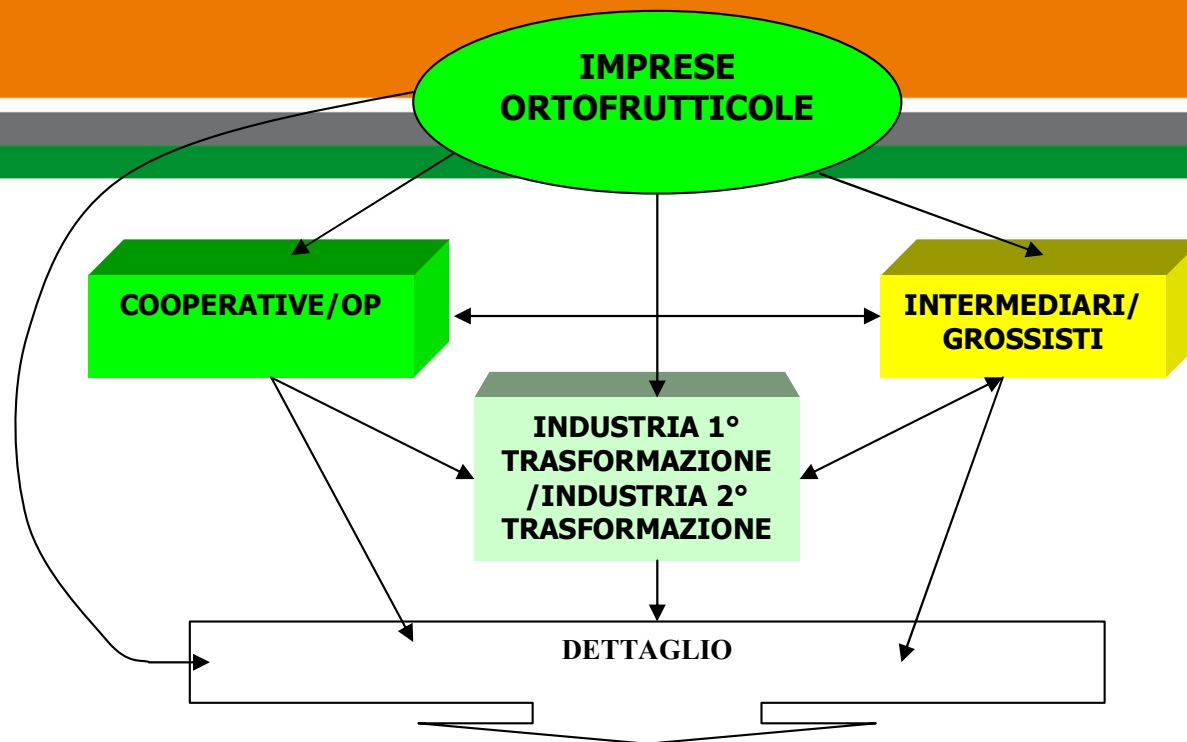 IMPRESE
ORTOFRUTTICOLE
COOPERATIVE/OP
INTERMEDIARI/
GROSSISTI
INDUSTRIA 1°
TRASFORMAZIONE
/INDUSTRIA 2°
TRASFORMAZIONE
DETTAGLIO